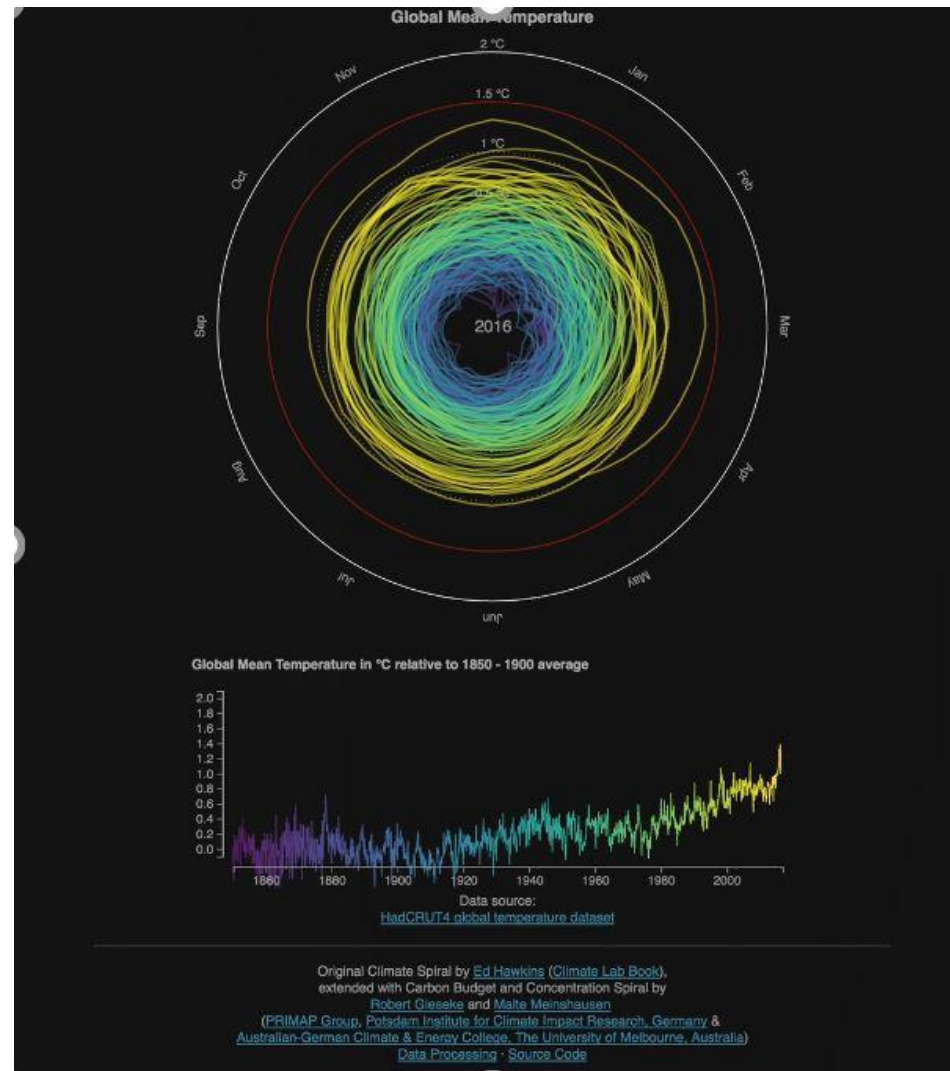 Global Mean Temperature
2 °C
1.5 °C
1 °C
0.5 °C
Jan
Feb
Mar
Apr
May
Jun
Jul
Aug
Sep
Oct
Nov
2016
Global Mean Temperature in °C relative to 1850 - 1900 average
2.0
1.8
1.6
1.4
1.2
1.0
0.8
0.6
0.4
0.2
0.0
1860 1880 1900 1920 1940 1960 1980 2000
Data source:
HadCRUT4 global temperature dataset
Original Climate Spiral by Ed Hawkins (Climate Lab Book),
extended with Carbon Budget and Concentration Spiral by
Robert Gieseke and Malte Meinshausen
(PRIMAP Group, Potsdam Institute for Climate Impact Research, Germany &
Australian-German Climate & Energy College, The University of Melbourne, Australia)
Data Processing · Source Code